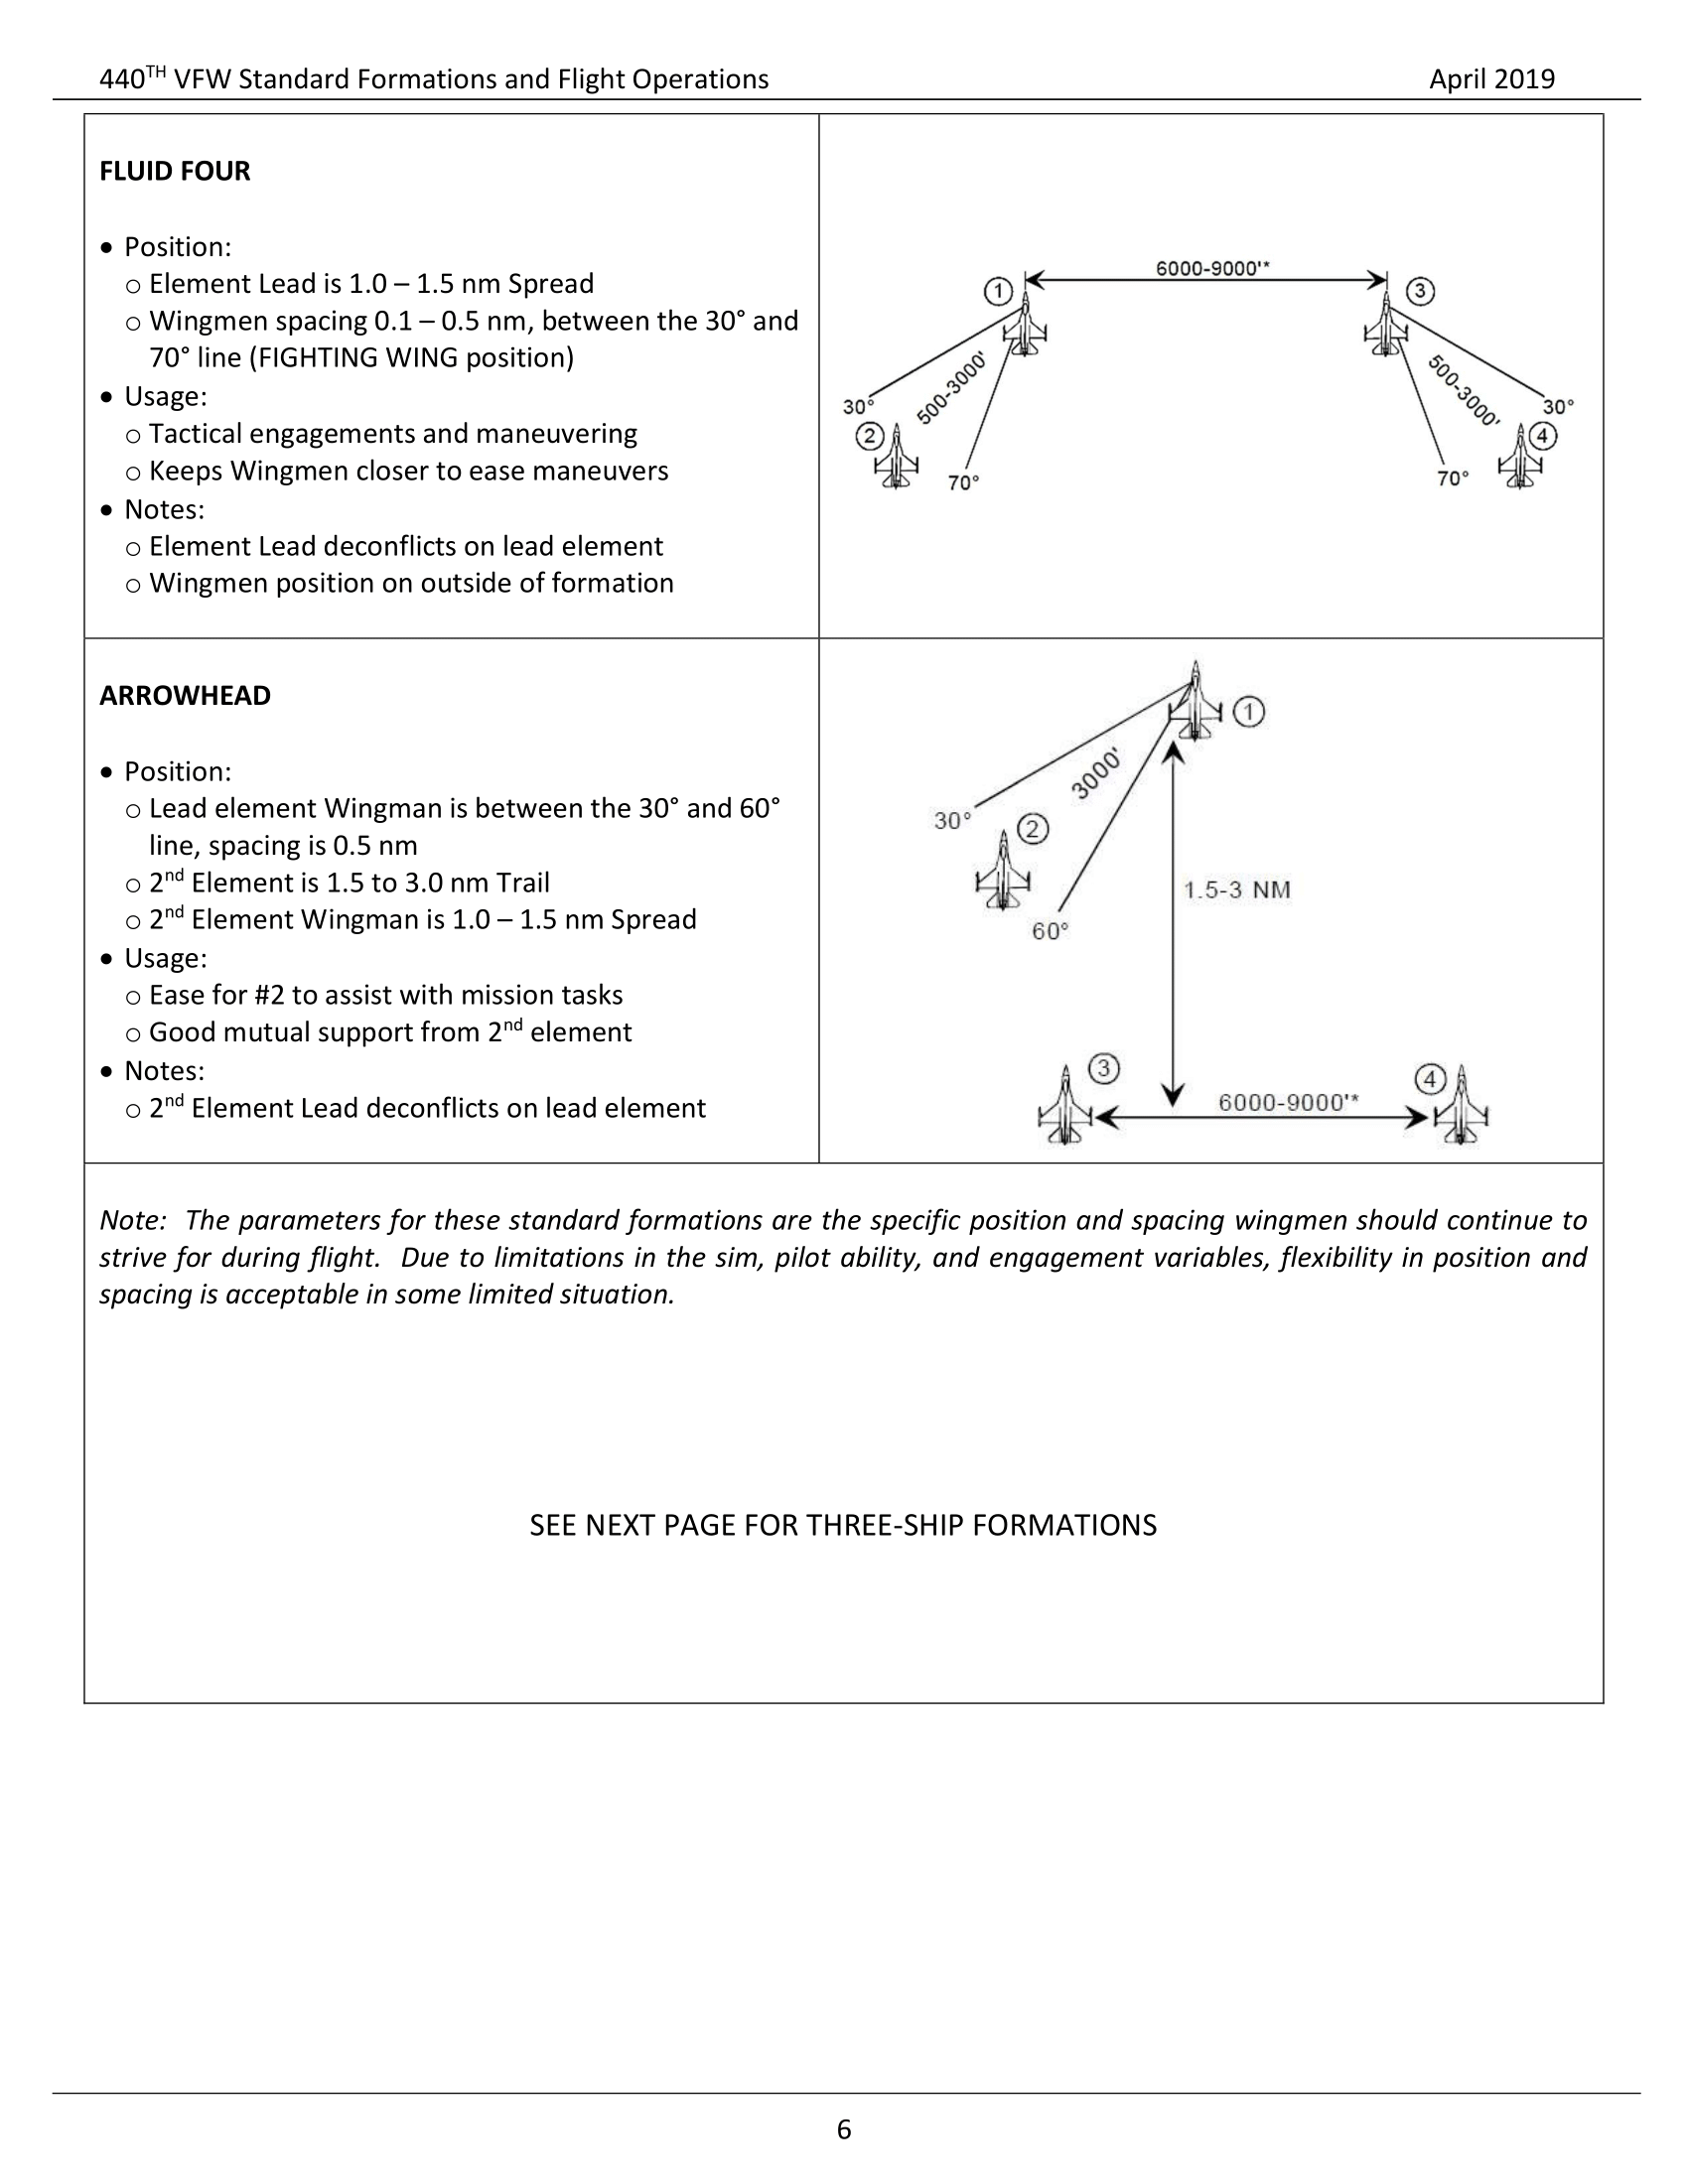 440TH VFW Standard Formations and Flight Operations April 2019
FLUID FOUR
• Position:
o Element Lead is 1.0 – 1.5 nm Spread
o Wingmen spacing 0.1 – 0.5 nm, between the 30° and
70° line (FIGHTING WING position)
• Usage:
o Tactical engagements and maneuvering
o Keeps Wingmen closer to ease maneuvers
• Notes:
o Element Lead deconflicts on lead element
o Wingmen position on outside of formation
6000-9000'*
1
3
500-3000'
500-3000'
30°
30°
2
4
70°
70°
ARROWHEAD
• Position:
o Lead element Wingman is between the 30° and 60°
line, spacing is 0.5 nm
o 2nd Element is 1.5 to 3.0 nm Trail
o 2nd Element Wingman is 1.0 – 1.5 nm Spread
• Usage:
o Ease for #2 to assist with mission tasks
o Good mutual support from 2nd element
• Notes:
o 2nd Element Lead deconflicts on lead element
1
3000'
30°
2
1.5-3 NM
60°
3
4
6000-9000'*
Note: The parameters for these standard formations are the specific position and spacing wingmen should continue to
strive for during flight. Due to limitations in the sim, pilot ability, and engagement variables, flexibility in position and
spacing is acceptable in some limited situation.
SEE NEXT PAGE FOR THREE-SHIP FORMATIONS
6